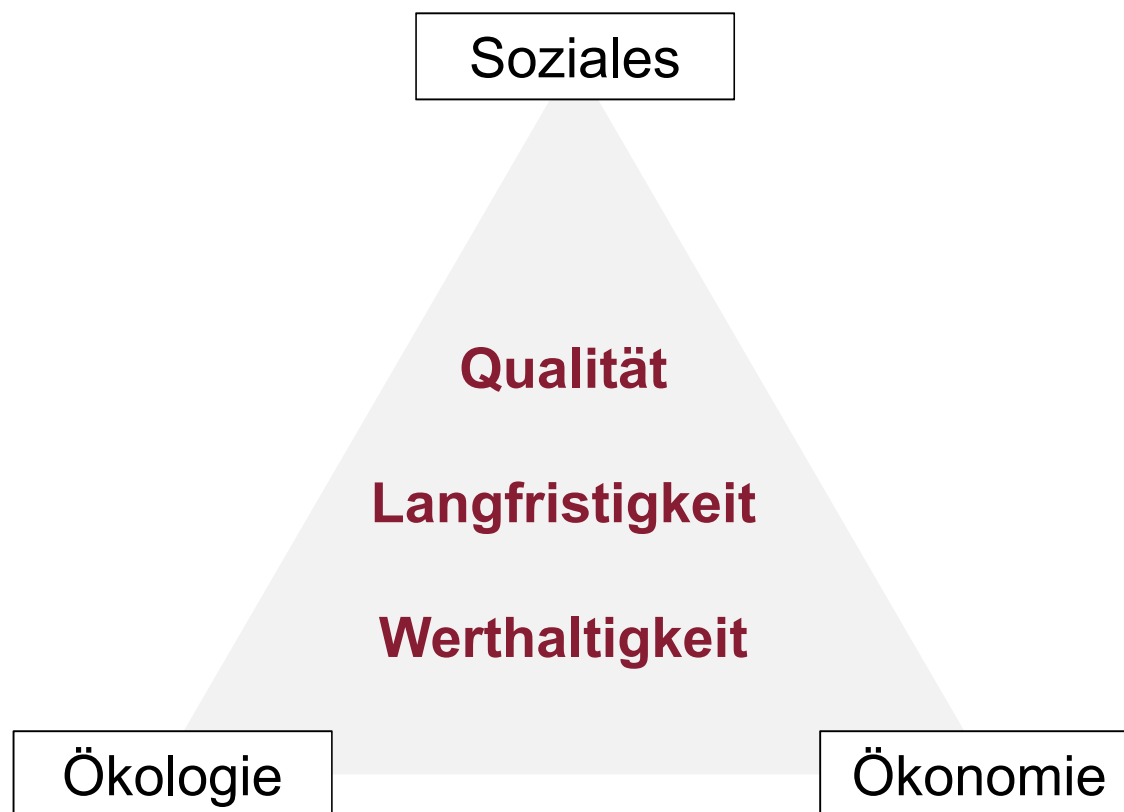 Soziales
Qualität
Langfristigkeit
Werthaltigkeit
Ökologie
Ökonomie